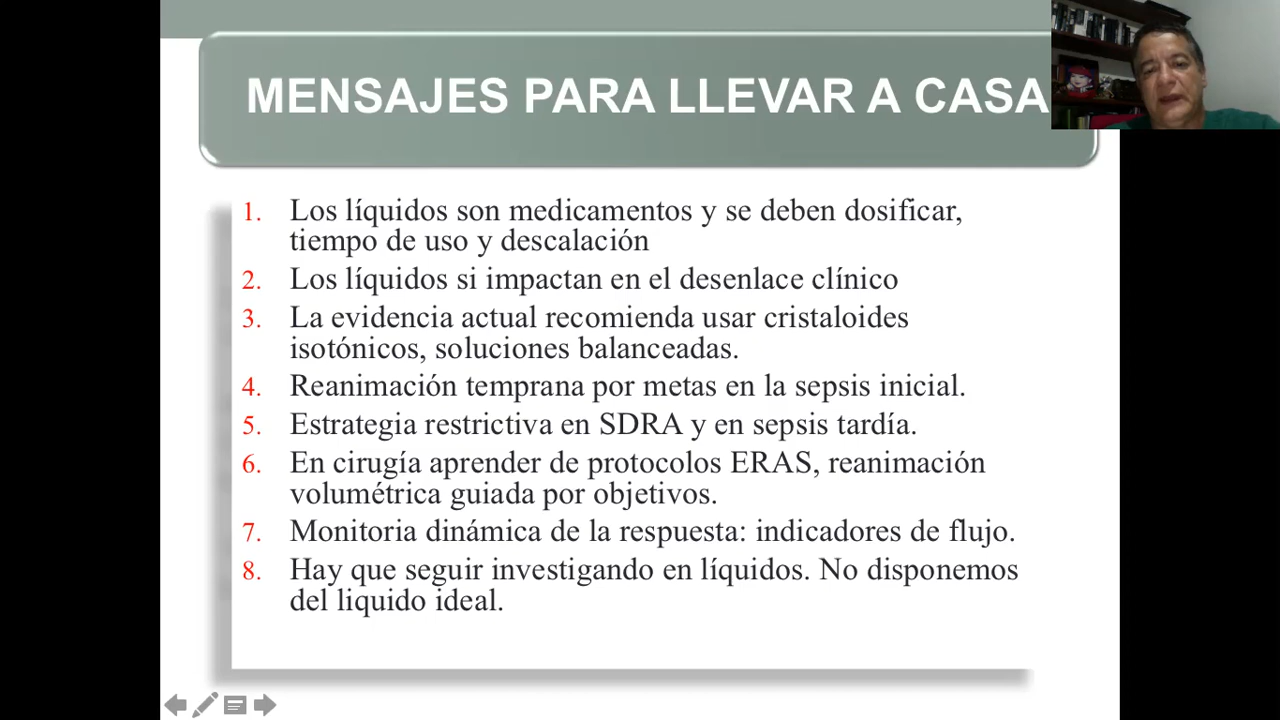 MENSAJES PARA LLEVAR A CASA
1. Los líquidos son medicamentos y se deben dosificar,
tiempo de uso y descalación
2. Los líquidos si impactan en el desenlace clínico
3. La evidencia actual recomienda usar cristaloides
isotónicos, soluciones balanceadas.
4. Reanimación temprana por metas en la sepsis inicial.
5. Estrategia restrictiva en SDRA y en sepsis tardía.
6. En cirugía aprender de protocolos ERAS, reanimación
volumétrica guiada por objetivos.
7. Monitoria dinámica de la respuesta: indicadores de flujo.
8. Hay que seguir investigando en líquidos. No disponemos
del liquido ideal.